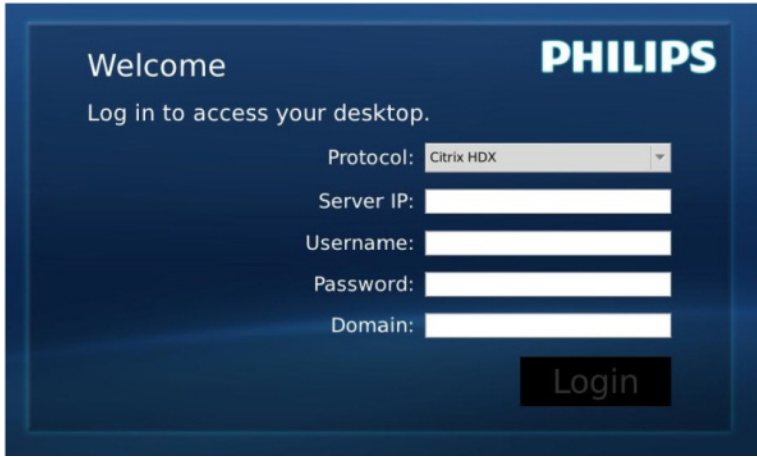 Welcome
PHILIPS
Log in to access your desktop.
Protocol: Citrix HDX
Server IP:
Username:
Password:
Domain:
Login